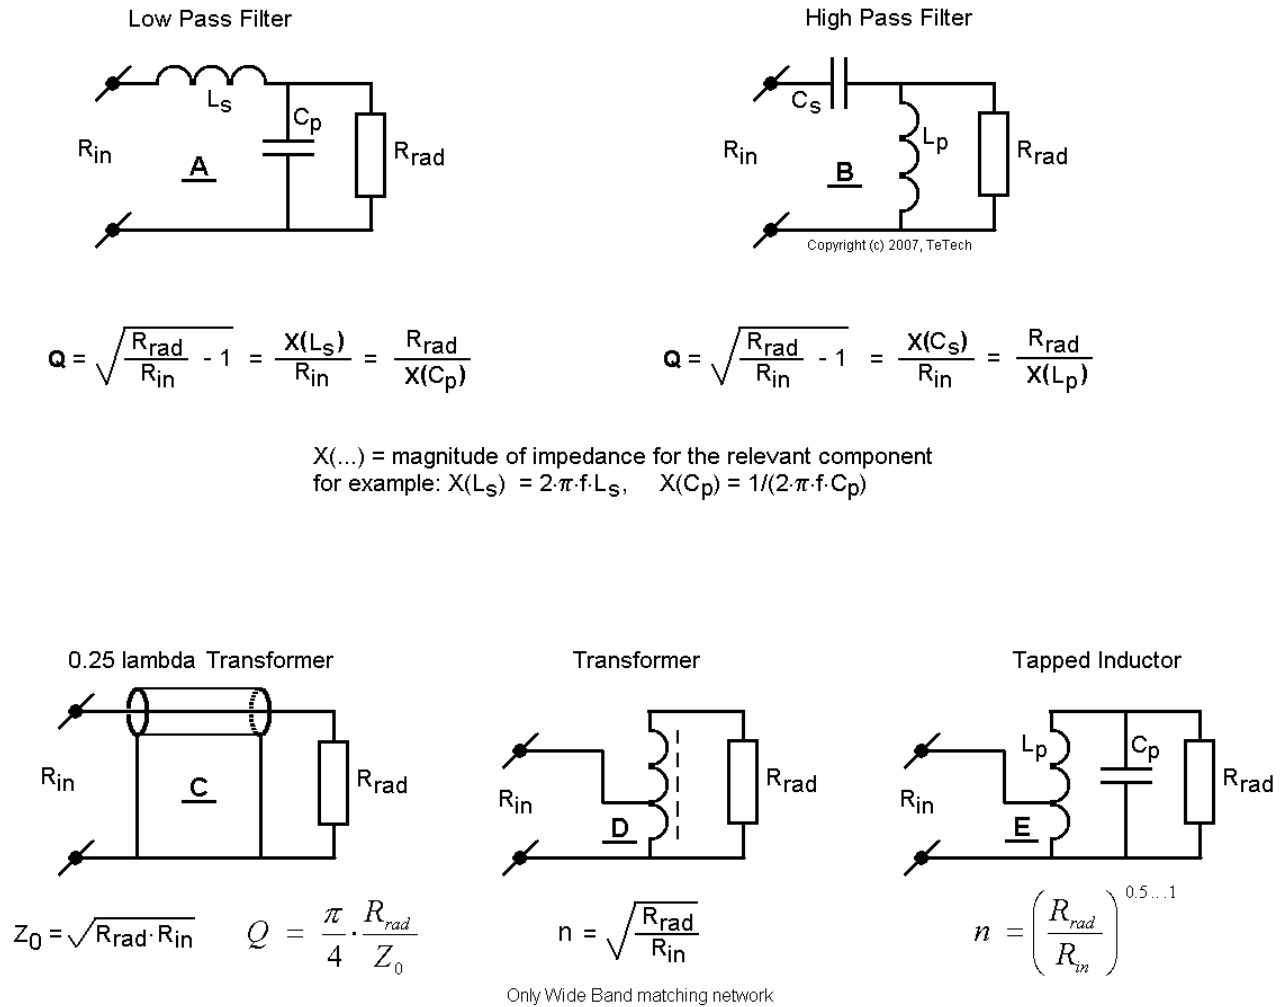 Low Pass Filter
High Pass Filter
Ls
Cp
Rin
A
Rrad
Cs
Lp
Rin
B
Rrad
Copyright (c) 2007, TeTech
Q = √(Rrad/Rin - 1) = X(Ls)/Rin = Rrad/X(Cp)
Q = √(Rrad/Rin - 1) = X(Cs)/Rin = Rrad/X(Lp)
X(...) = magnitude of impedance for the relevant component
for example: X(Ls) = 2·π·f·Ls, X(Cp) = 1/(2·π·f·Cp)
0.25 lambda Transformer
Transformer
Tapped Inductor
Rin
C
Rrad
Rin
D
Rrad
Lp
Cp
Rin
E
Rrad
Z0 = √(Rrad·Rin)
Q = π/4 · Rrad/Z0
n = √(Rrad/Rin)
n = (Rrad/Rin)^0.5...1
Only Wide Band matching network